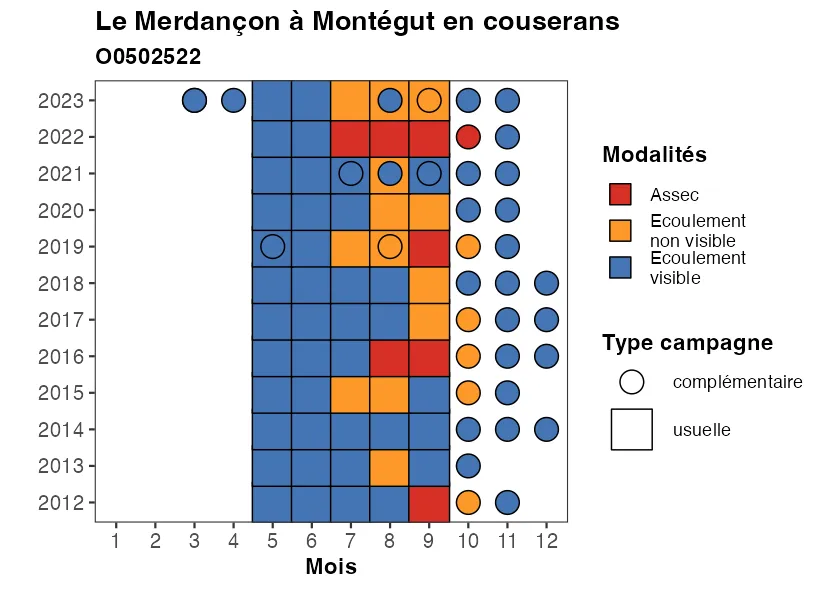 Le Merdançon à Montégut en couserans
O0502522
2023
2022
2021
2020
2019
2018
2017
2016
2015
2014
2013
2012
1 2 3 4 5 6 7 8 9 10 11 12
Mois
Modalités
Assec
Ecoulement
non visible
Ecoulement
visible
Type campagne
complémentaire
usuelle